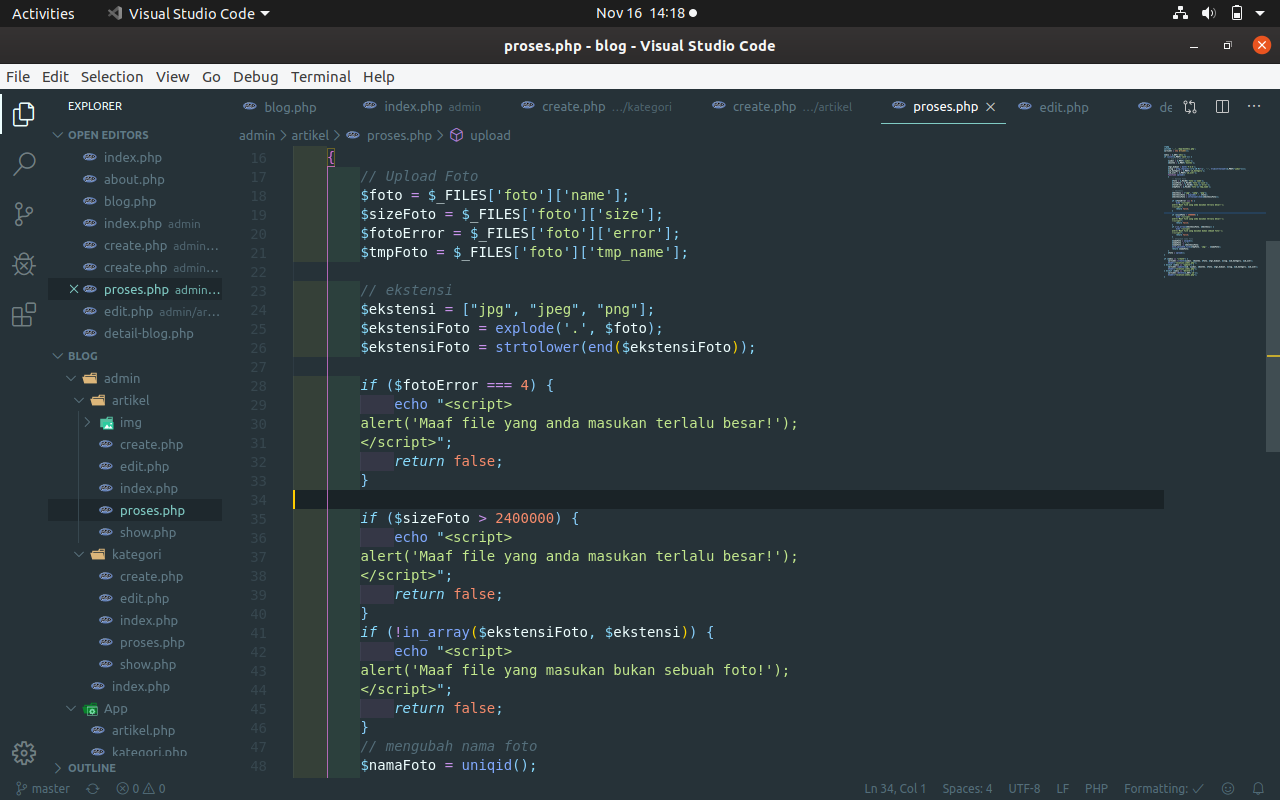 Activities Visual Studio Code Nov 16 14:18
proses.php - blog - Visual Studio Code
File Edit Selection View Go Debug Terminal Help
EXPLORER
OPEN EDITORS
index.php
about.php
blog.php
index.php admin
create.php admin...
create.php admin...
proses.php admin...
edit.php admin/ar...
detail-blog.php
BLOG
admin
artikel
img
create.php
edit.php
index.php
proses.php
show.php
kategori
create.php
edit.php
index.php
proses.php
show.php
index.php
App
artikel.php
kategori.php
OUTLINE
blog.php index.php admin create.php .../kategori create.php .../artikel proses.php edit.php de
admin > artikel > proses.php > upload
16 {
17 // Upload Foto
18 $foto = $_FILES['foto']['name'];
19 $sizeFoto = $_FILES['foto']['size'];
20 $fotoError = $_FILES['foto']['error'];
21 $tmpFoto = $_FILES['foto']['tmp_name'];
22
23 // ekstensi
24 $ekstensi = ["jpg", "jpeg", "png"];
25 $ekstensiFoto = explode('.', $foto);
26 $ekstensiFoto = strtolower(end($ekstensiFoto));
27
28 if ($fotoError === 4) {
29 echo "<script>
30 alert('Maaf file yang anda masukan terlalu besar!');
31 </script>";
32 return false;
33 }
34
35 if ($sizeFoto > 2400000) {
36 echo "<script>
37 alert('Maaf file yang anda masukan terlalu besar!');
38 </script>";
39 return false;
40 }
41 if (!in_array($ekstensiFoto, $ekstensi)) {
42 echo "<script>
43 alert('Maaf file yang masukan bukan sebuah foto!');
44 </script>";
45 return false;
46 }
47 // mengubah nama foto
48 $namaFoto = uniqid();
master 0 0 Ln 34, Col 1 Spaces: 4 UTF-8 LF PHP Formatting: ✓